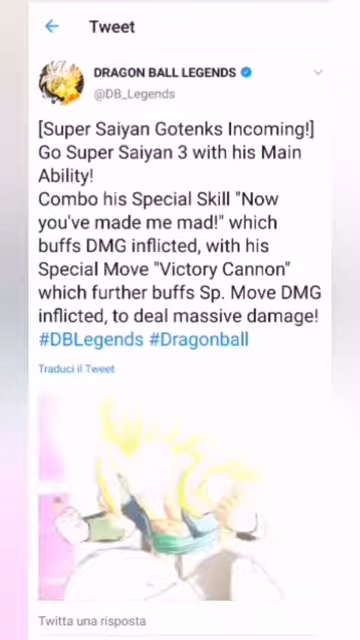 Tweet
DRAGON BALL LEGENDS
@DB_Legends
[Super Saiyan Gotenks Incoming!]
Go Super Saiyan 3 with his Main
Ability!
Combo his Special Skill "Now
you've made me mad!" which
buffs DMG inflicted, with his
Special Move "Victory Cannon"
which further buffs Sp. Move DMG
inflicted, to deal massive damage!
#DBLegends #Dragonball
Traduci il Tweet
Twitta una risposta